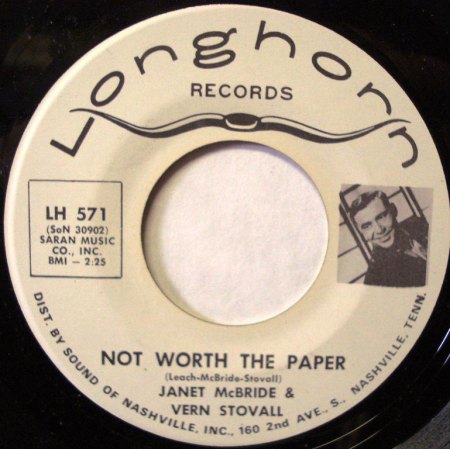 Longhorn
RECORDS
LH 571
(SoN 30902)
SARAN MUSIC
CO., INC.
BMI – 2:25
NOT WORTH THE PAPER
(Leach-McBride-Stovall)
JANET McBRIDE &
VERN STOVALL
DIST. BY SOUND OF NASHVILLE, INC., 160 2nd AVE., S., NASHVILLE, TENN.